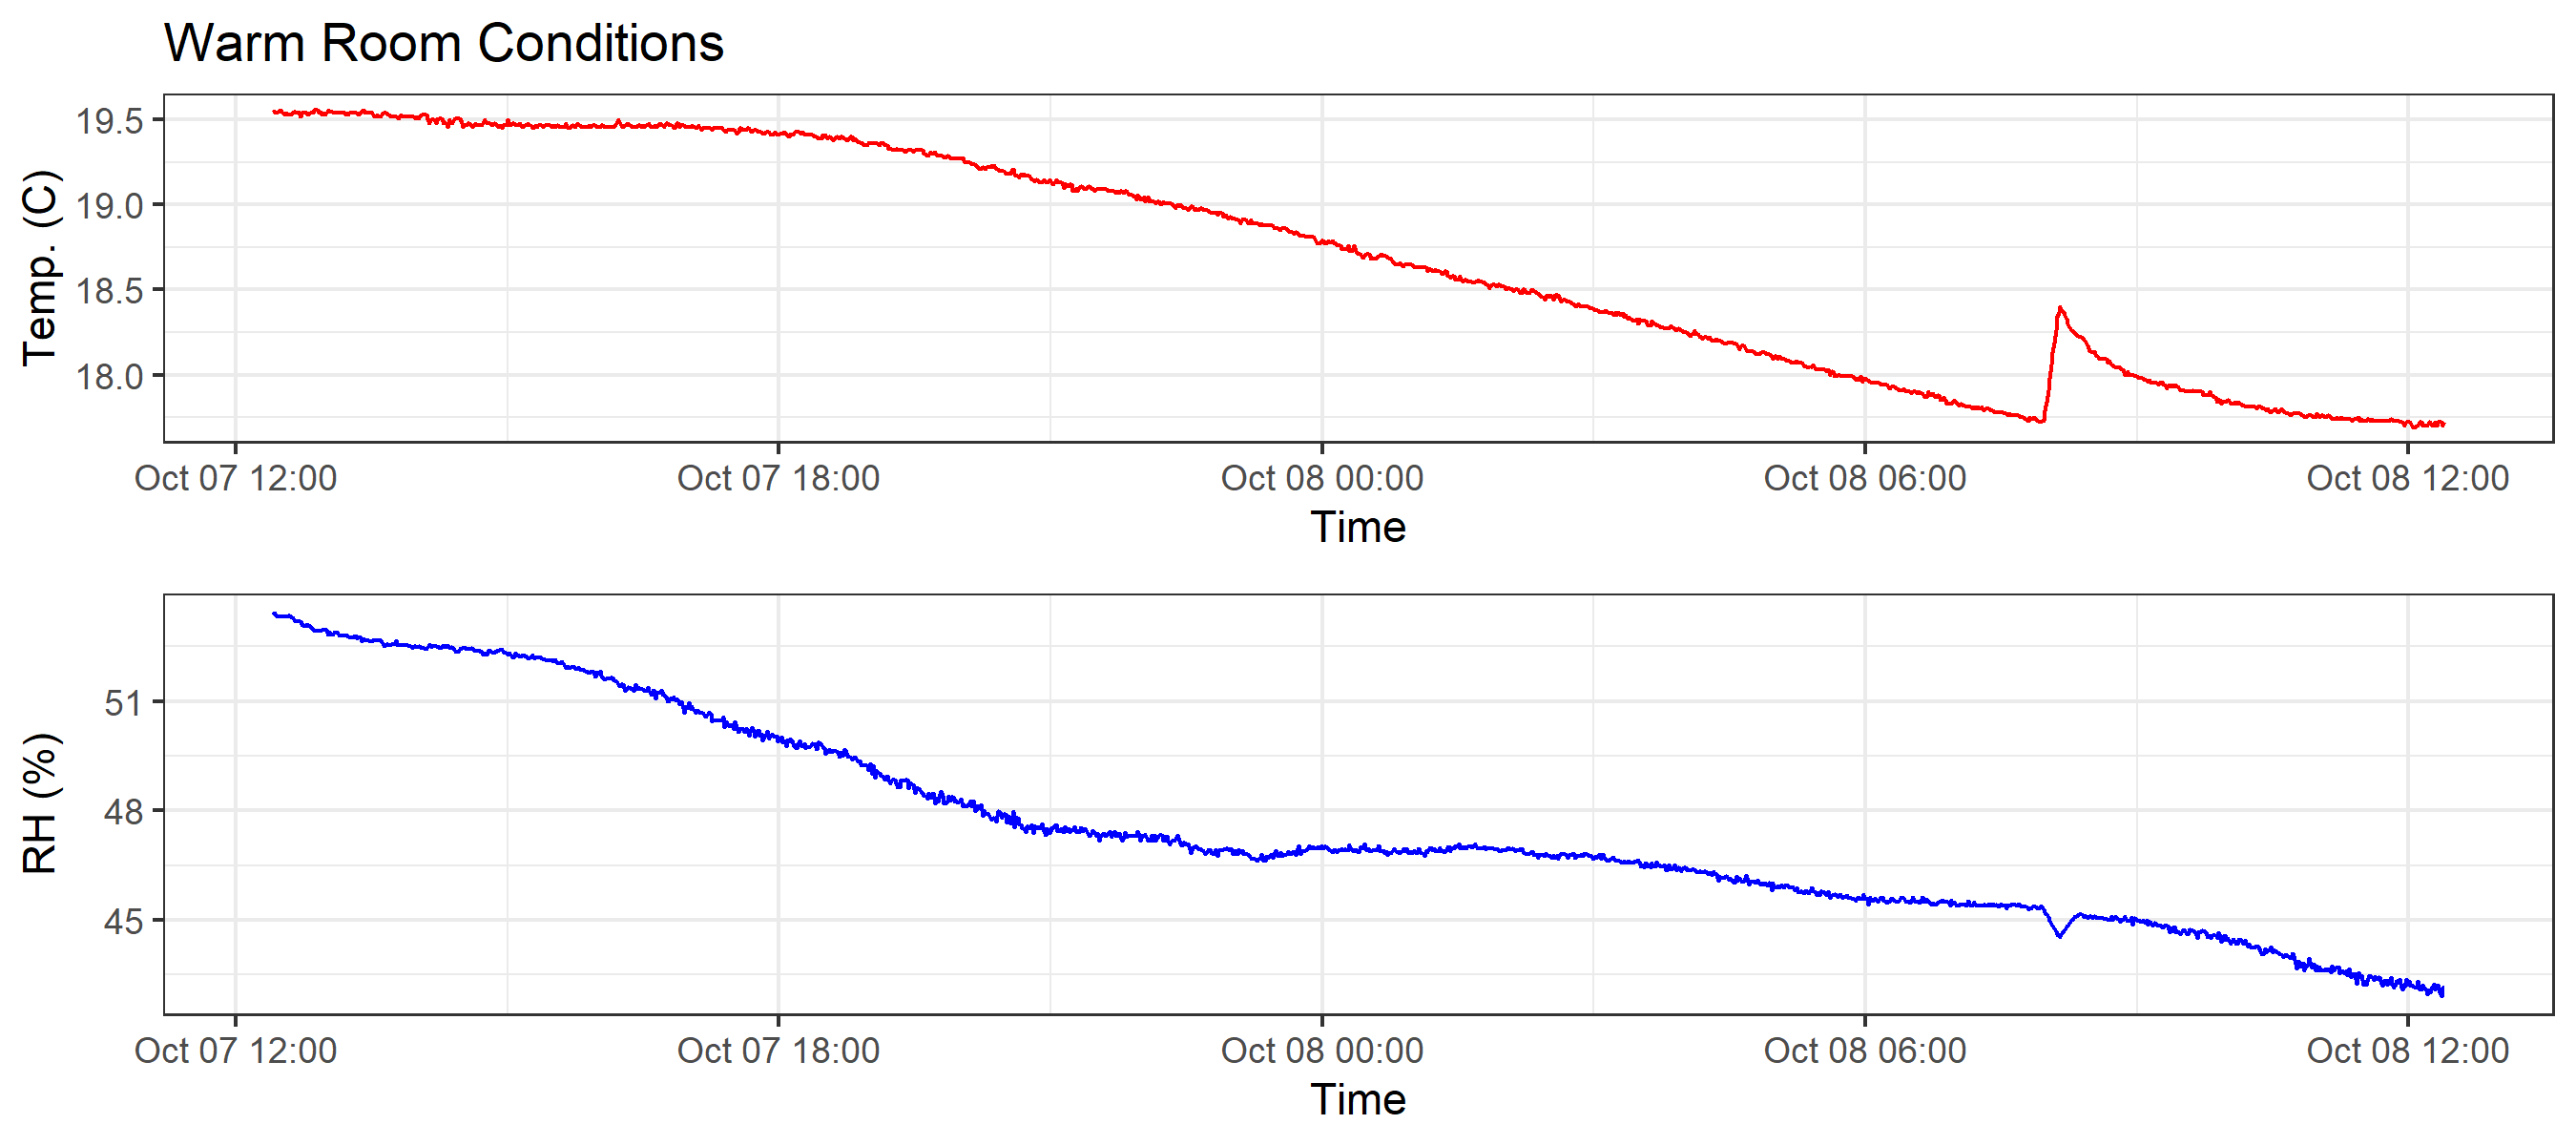 Warm Room Conditions
Temp. (C)
19.5
19.0
18.5
18.0
Oct 07 12:00 Oct 07 18:00 Oct 08 00:00 Oct 08 06:00 Oct 08 12:00
Time
RH (%)
51
48
45
Oct 07 12:00 Oct 07 18:00 Oct 08 00:00 Oct 08 06:00 Oct 08 12:00
Time